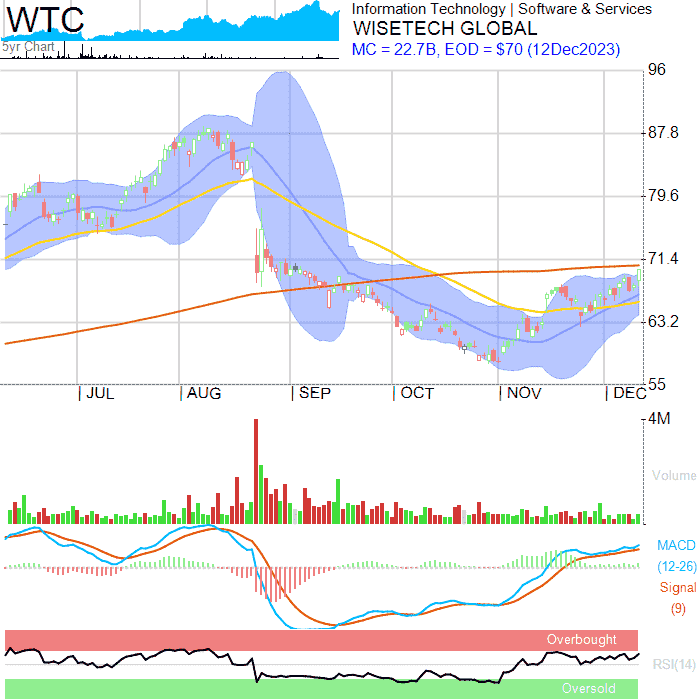 WTC
5yr Chart
Information Technology | Software & Services
WISETECH GLOBAL
MC = 22.7B, EOD = $70 (12Dec2023)
96
87.8
79.6
71.4
63.2
55
JUL AUG SEP OCT NOV DEC
4M
Volume
MACD
(12-26)
Signal
(9)
Overbought
RSI(14)
Oversold